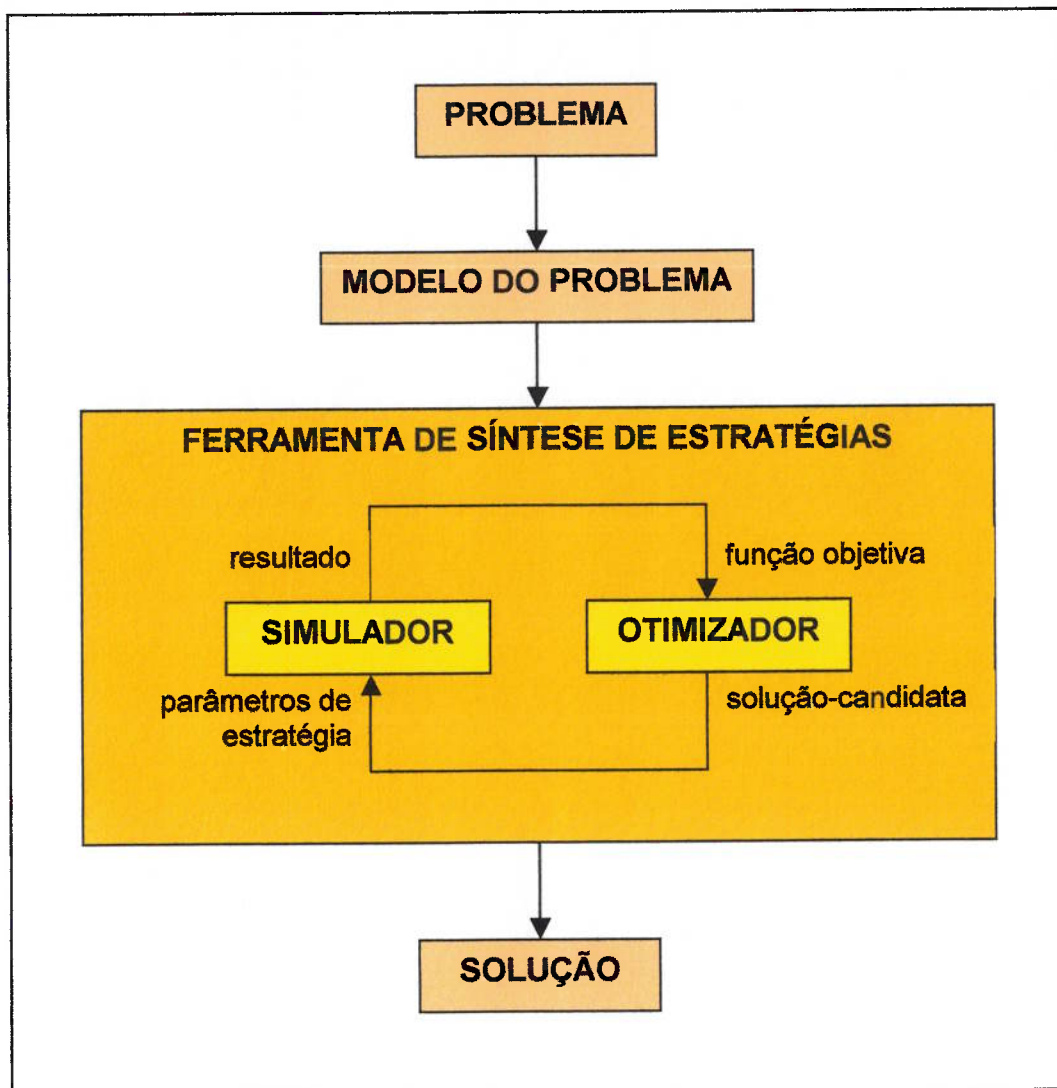 PROBLEMA
MODELO DO PROBLEMA
FERRAMENTA DE SÍNTESE DE ESTRATÉGIAS
resultado
função objetiva
SIMULADOR
OTIMIZADOR
parâmetros de
estratégia
solução-candidata
SOLUÇÃO